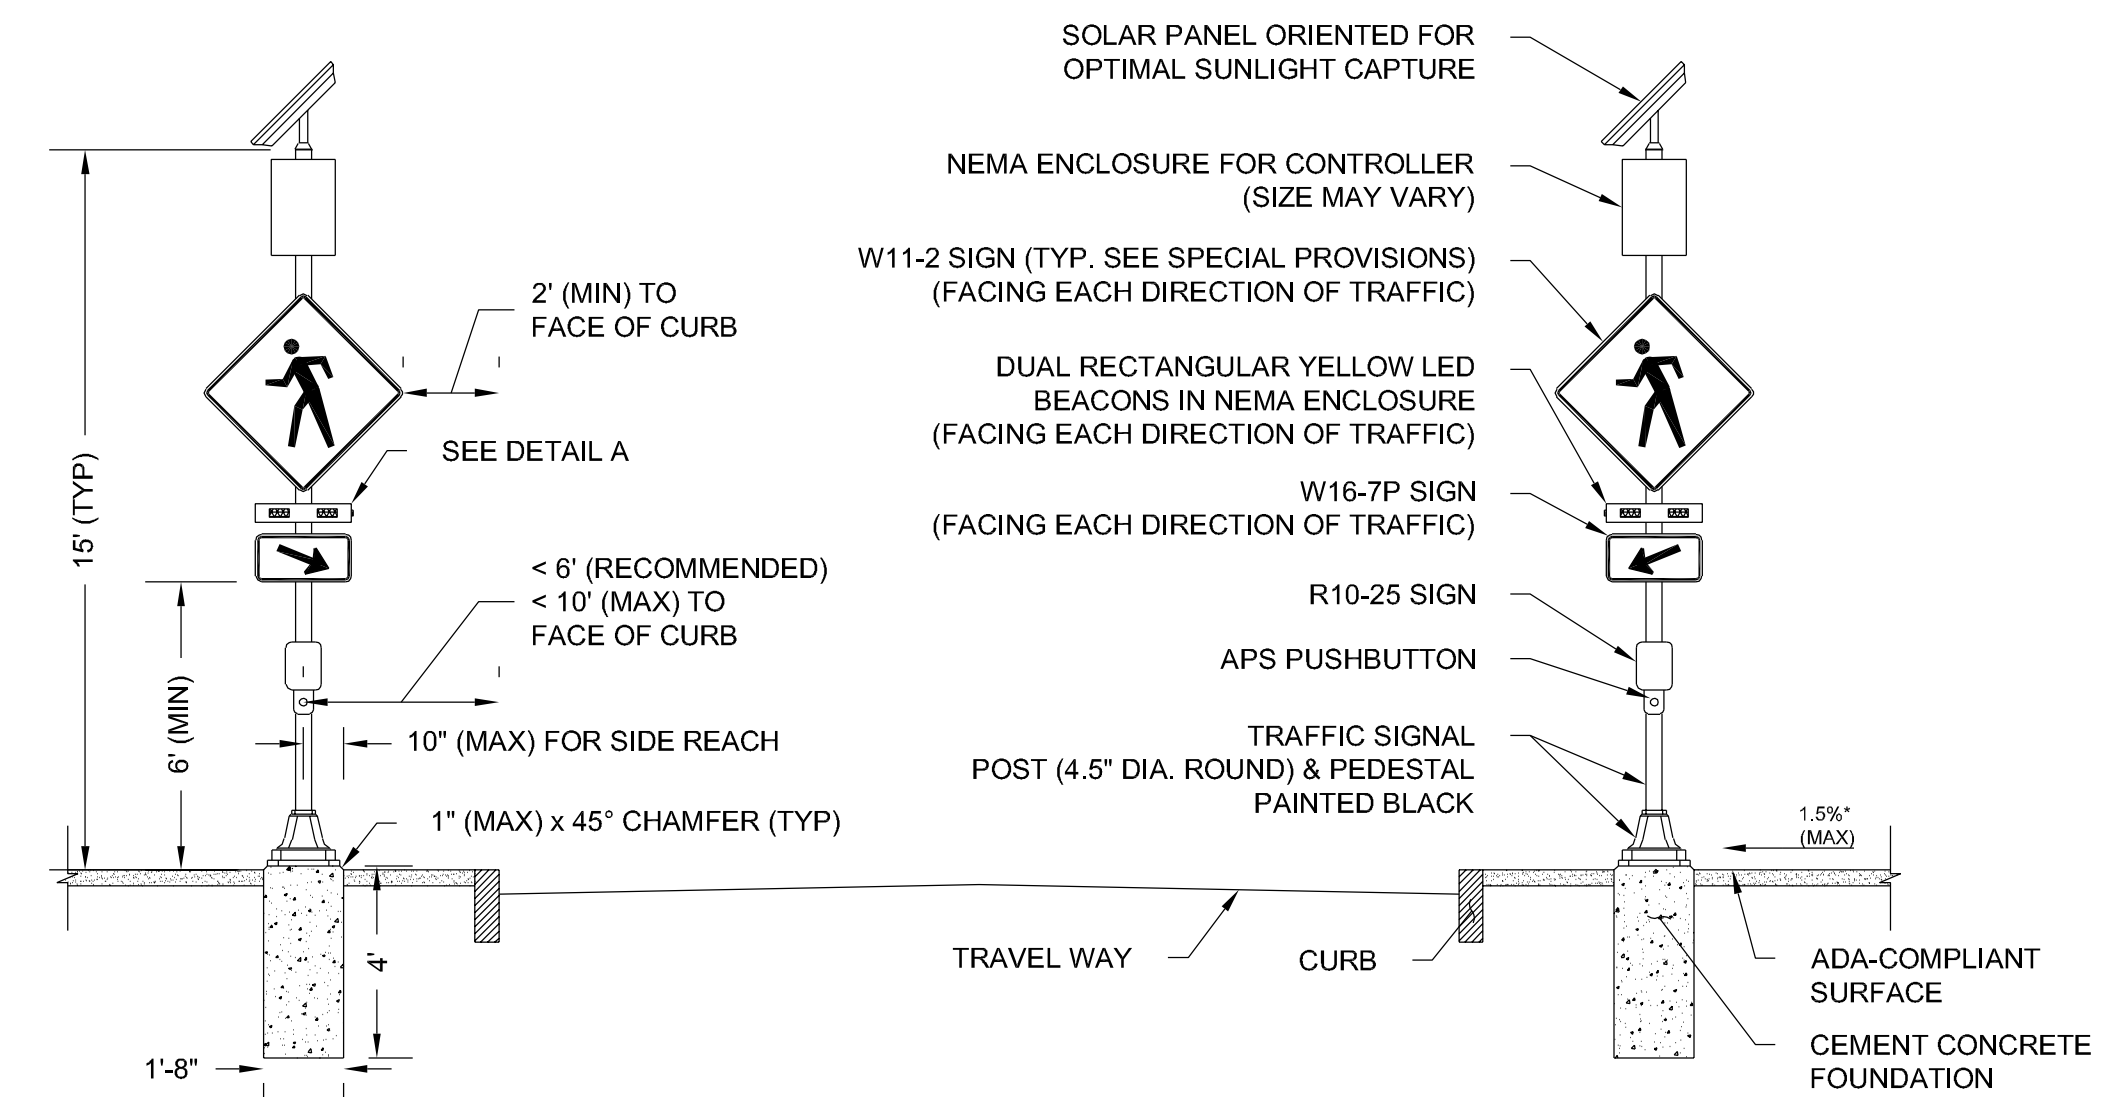 SOLAR PANEL ORIENTED FOR
OPTIMAL SUNLIGHT CAPTURE
NEMA ENCLOSURE FOR CONTROLLER
(SIZE MAY VARY)
W11-2 SIGN (TYP. SEE SPECIAL PROVISIONS)
(FACING EACH DIRECTION OF TRAFFIC)
2' (MIN) TO
FACE OF CURB
DUAL RECTANGULAR YELLOW LED
BEACONS IN NEMA ENCLOSURE
(FACING EACH DIRECTION OF TRAFFIC)
SEE DETAIL A
15' (TYP)
W16-7P SIGN
(FACING EACH DIRECTION OF TRAFFIC)
< 6' (RECOMMENDED)
< 10' (MAX) TO
FACE OF CURB
R10-25 SIGN
APS PUSHBUTTON
6' (MIN)
10" (MAX) FOR SIDE REACH
TRAFFIC SIGNAL
POST (4.5" DIA. ROUND) & PEDESTAL
PAINTED BLACK
1" (MAX) x 45° CHAMFER (TYP)
1.5%*
(MAX)
4'
TRAVEL WAY
CURB
ADA-COMPLIANT
SURFACE
1'-8"
CEMENT CONCRETE
FOUNDATION